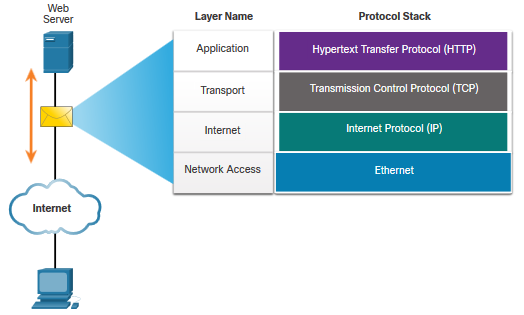 Web
Server
Layer Name
Protocol Stack
Application
Hypertext Transfer Protocol (HTTP)
Transport
Transmission Control Protocol (TCP)
Internet
Internet Protocol (IP)
Network Access
Ethernet
Internet